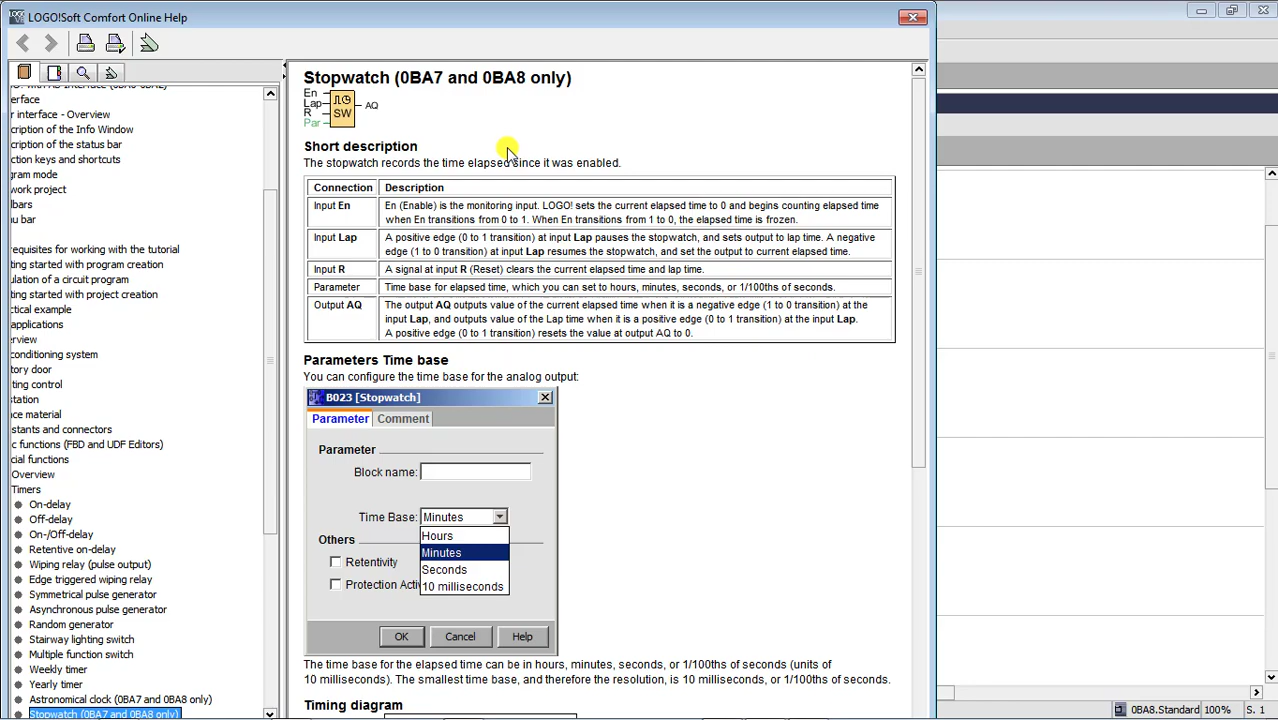 LOGO!Soft Comfort Online Help
erface
r interface - Overview
cription of the Info Window
cription of the status bar
ction keys and shortcuts
gram mode
work project
lbars
nu bar
requisites for working with the tutorial
ting started with program creation
ulation of a circuit program
ting started with project creation
ctical example
applications
erview
conditioning system
tory door
ting control
station
nce material
stants and connectors
c functions (FBD and UDF Editors)
cial functions
Overview
Timers
On-delay
Off-delay
On-/Off-delay
Retentive on-delay
Wiping relay (pulse output)
Edge triggered wiping relay
Symmetrical pulse generator
Asynchronous pulse generator
Random generator
Stairway lighting switch
Multiple function switch
Weekly timer
Yearly timer
Astronomical clock (0BA7 and 0BA8 only)
Stopwatch (0BA7 and 0BA8 only)
Stopwatch (0BA7 and 0BA8 only)
En
Lap
R
Par
SW
AQ
Short description
The stopwatch records the time elapsed since it was enabled.
Connection Description
Input En En (Enable) is the monitoring input. LOGO! sets the current elapsed time to 0 and begins counting elapsed time
when En transitions from 0 to 1. When En transitions from 1 to 0, the elapsed time is frozen.
Input Lap A positive edge (0 to 1 transition) at input Lap pauses the stopwatch, and sets output to lap time. A negative
edge (1 to 0 transition) at input Lap resumes the stopwatch, and set the output to current elapsed time.
Input R A signal at input R (Reset) clears the current elapsed time and lap time.
Parameter Time base for elapsed time, which you can set to hours, minutes, seconds, or 1/100ths of seconds.
Output AQ The output AQ outputs value of the current elapsed time when it is a negative edge (1 to 0 transition) at the
input Lap, and outputs value of the Lap time when it is a positive edge (0 to 1 transition) at the input Lap.
A positive edge (0 to 1 transition) resets the value at output AQ to 0.
Parameters Time base
You can configure the time base for the analog output:
B023 [Stopwatch]
Parameter Comment
Parameter
Block name:
Time Base: Minutes
Hours
Others
Minutes
Retentivity
Seconds
Protection Acti
10 milliseconds
OK Cancel Help
The time base for the elapsed time can be in hours, minutes, seconds, or 1/100ths of seconds (units of
10 milliseconds). The smallest time base, and therefore the resolution, is 10 milliseconds, or 1/100ths of seconds.
Timing diagram
0BA8.Standard 100% S. 1